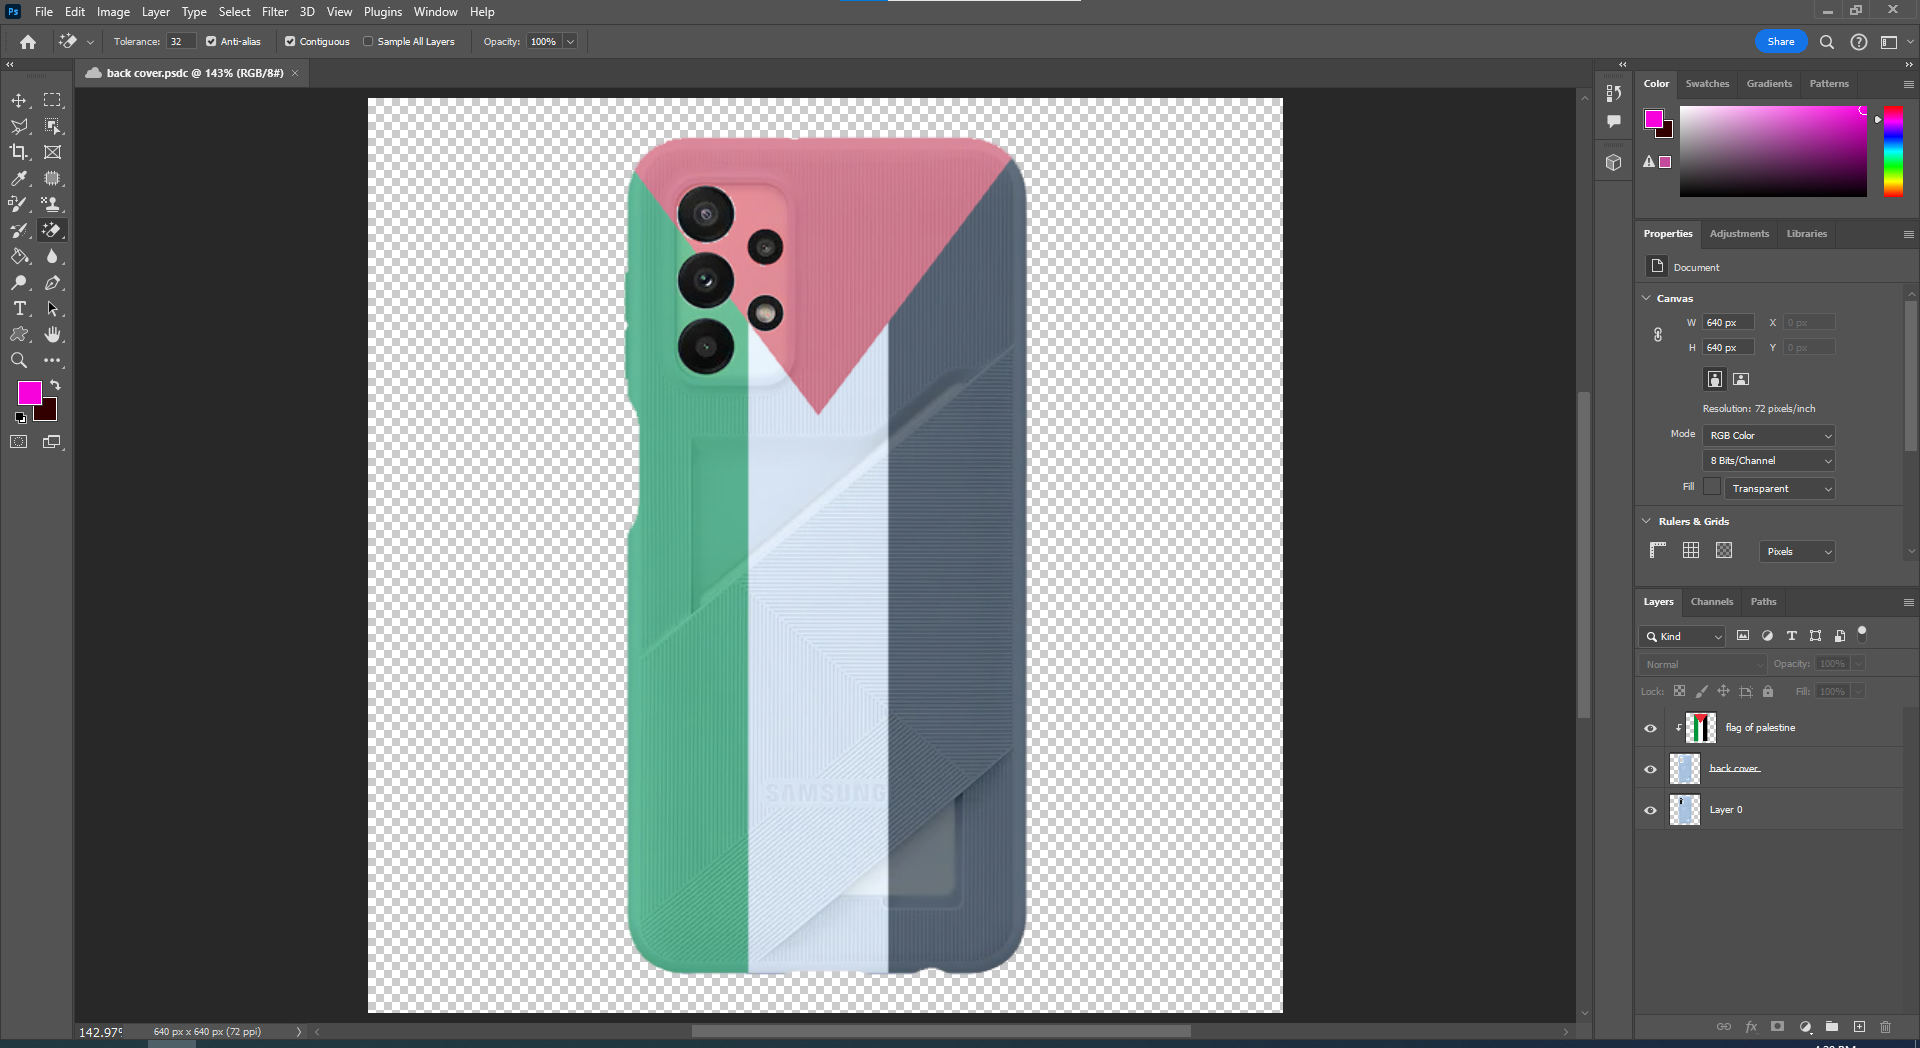 Ps File Edit Image Layer Type Select Filter 3D View Plugins Window Help
Tolerance: 32 Anti-alias Contiguous Sample All Layers Opacity: 100% Share
back cover.psdc @ 143% (RGB/8#)
Color Swatches Gradients Patterns
Properties Adjustments Libraries
Document
Canvas
W 640 px X 0 px
H 640 px Y 0 px
Resolution: 72 pixels/inch
Mode RGB Color
8 Bits/Channel
Fill Transparent
Rulers & Grids
Pixels
Layers Channels Paths
Kind
Normal Opacity: 100%
Lock: Fill: 100%
flag of palestine
back cover
Layer 0
SAMSUNG
142.97% 640 px x 640 px (72 ppi)